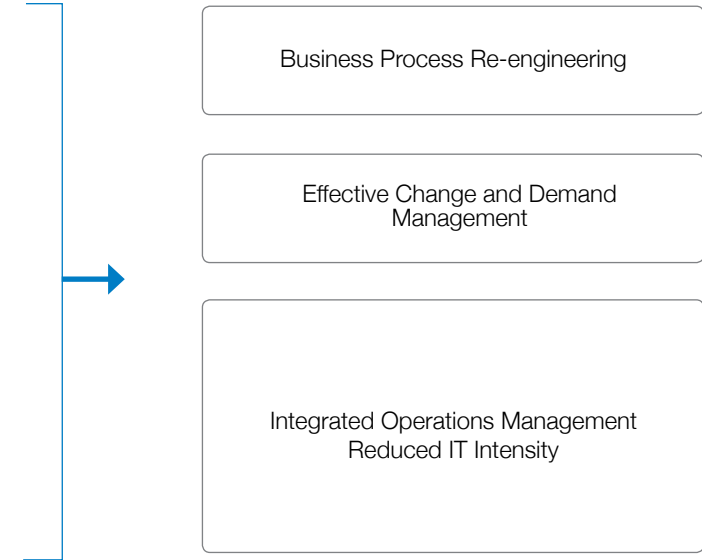 Business Process Re-engineering
Effective Change and Demand
Management
Integrated Operations Management
Reduced IT Intensity